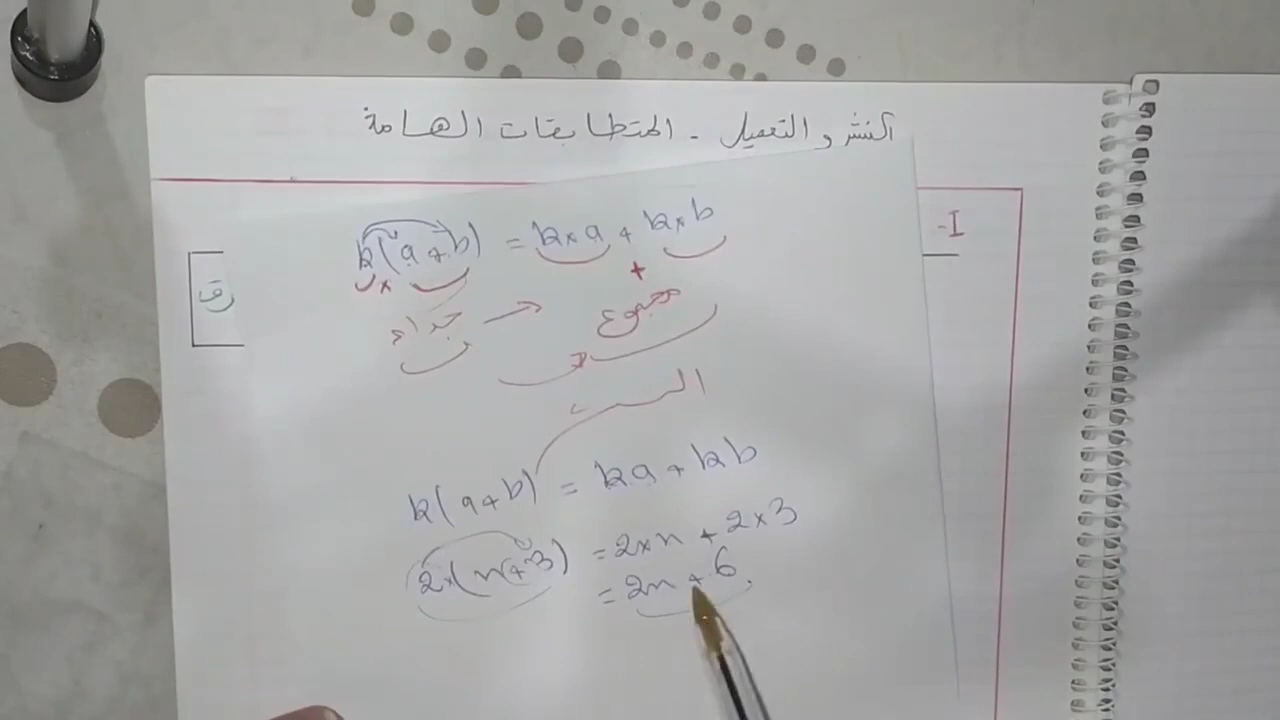 النشر و التعميل - المتطابقات الهامة
I-
k(a+b) = k×a + k×b
× +
جداء → مجموع
k(a+b) = ka + kb
2×(x+3) = 2×x + 2×3
= 2x + 6